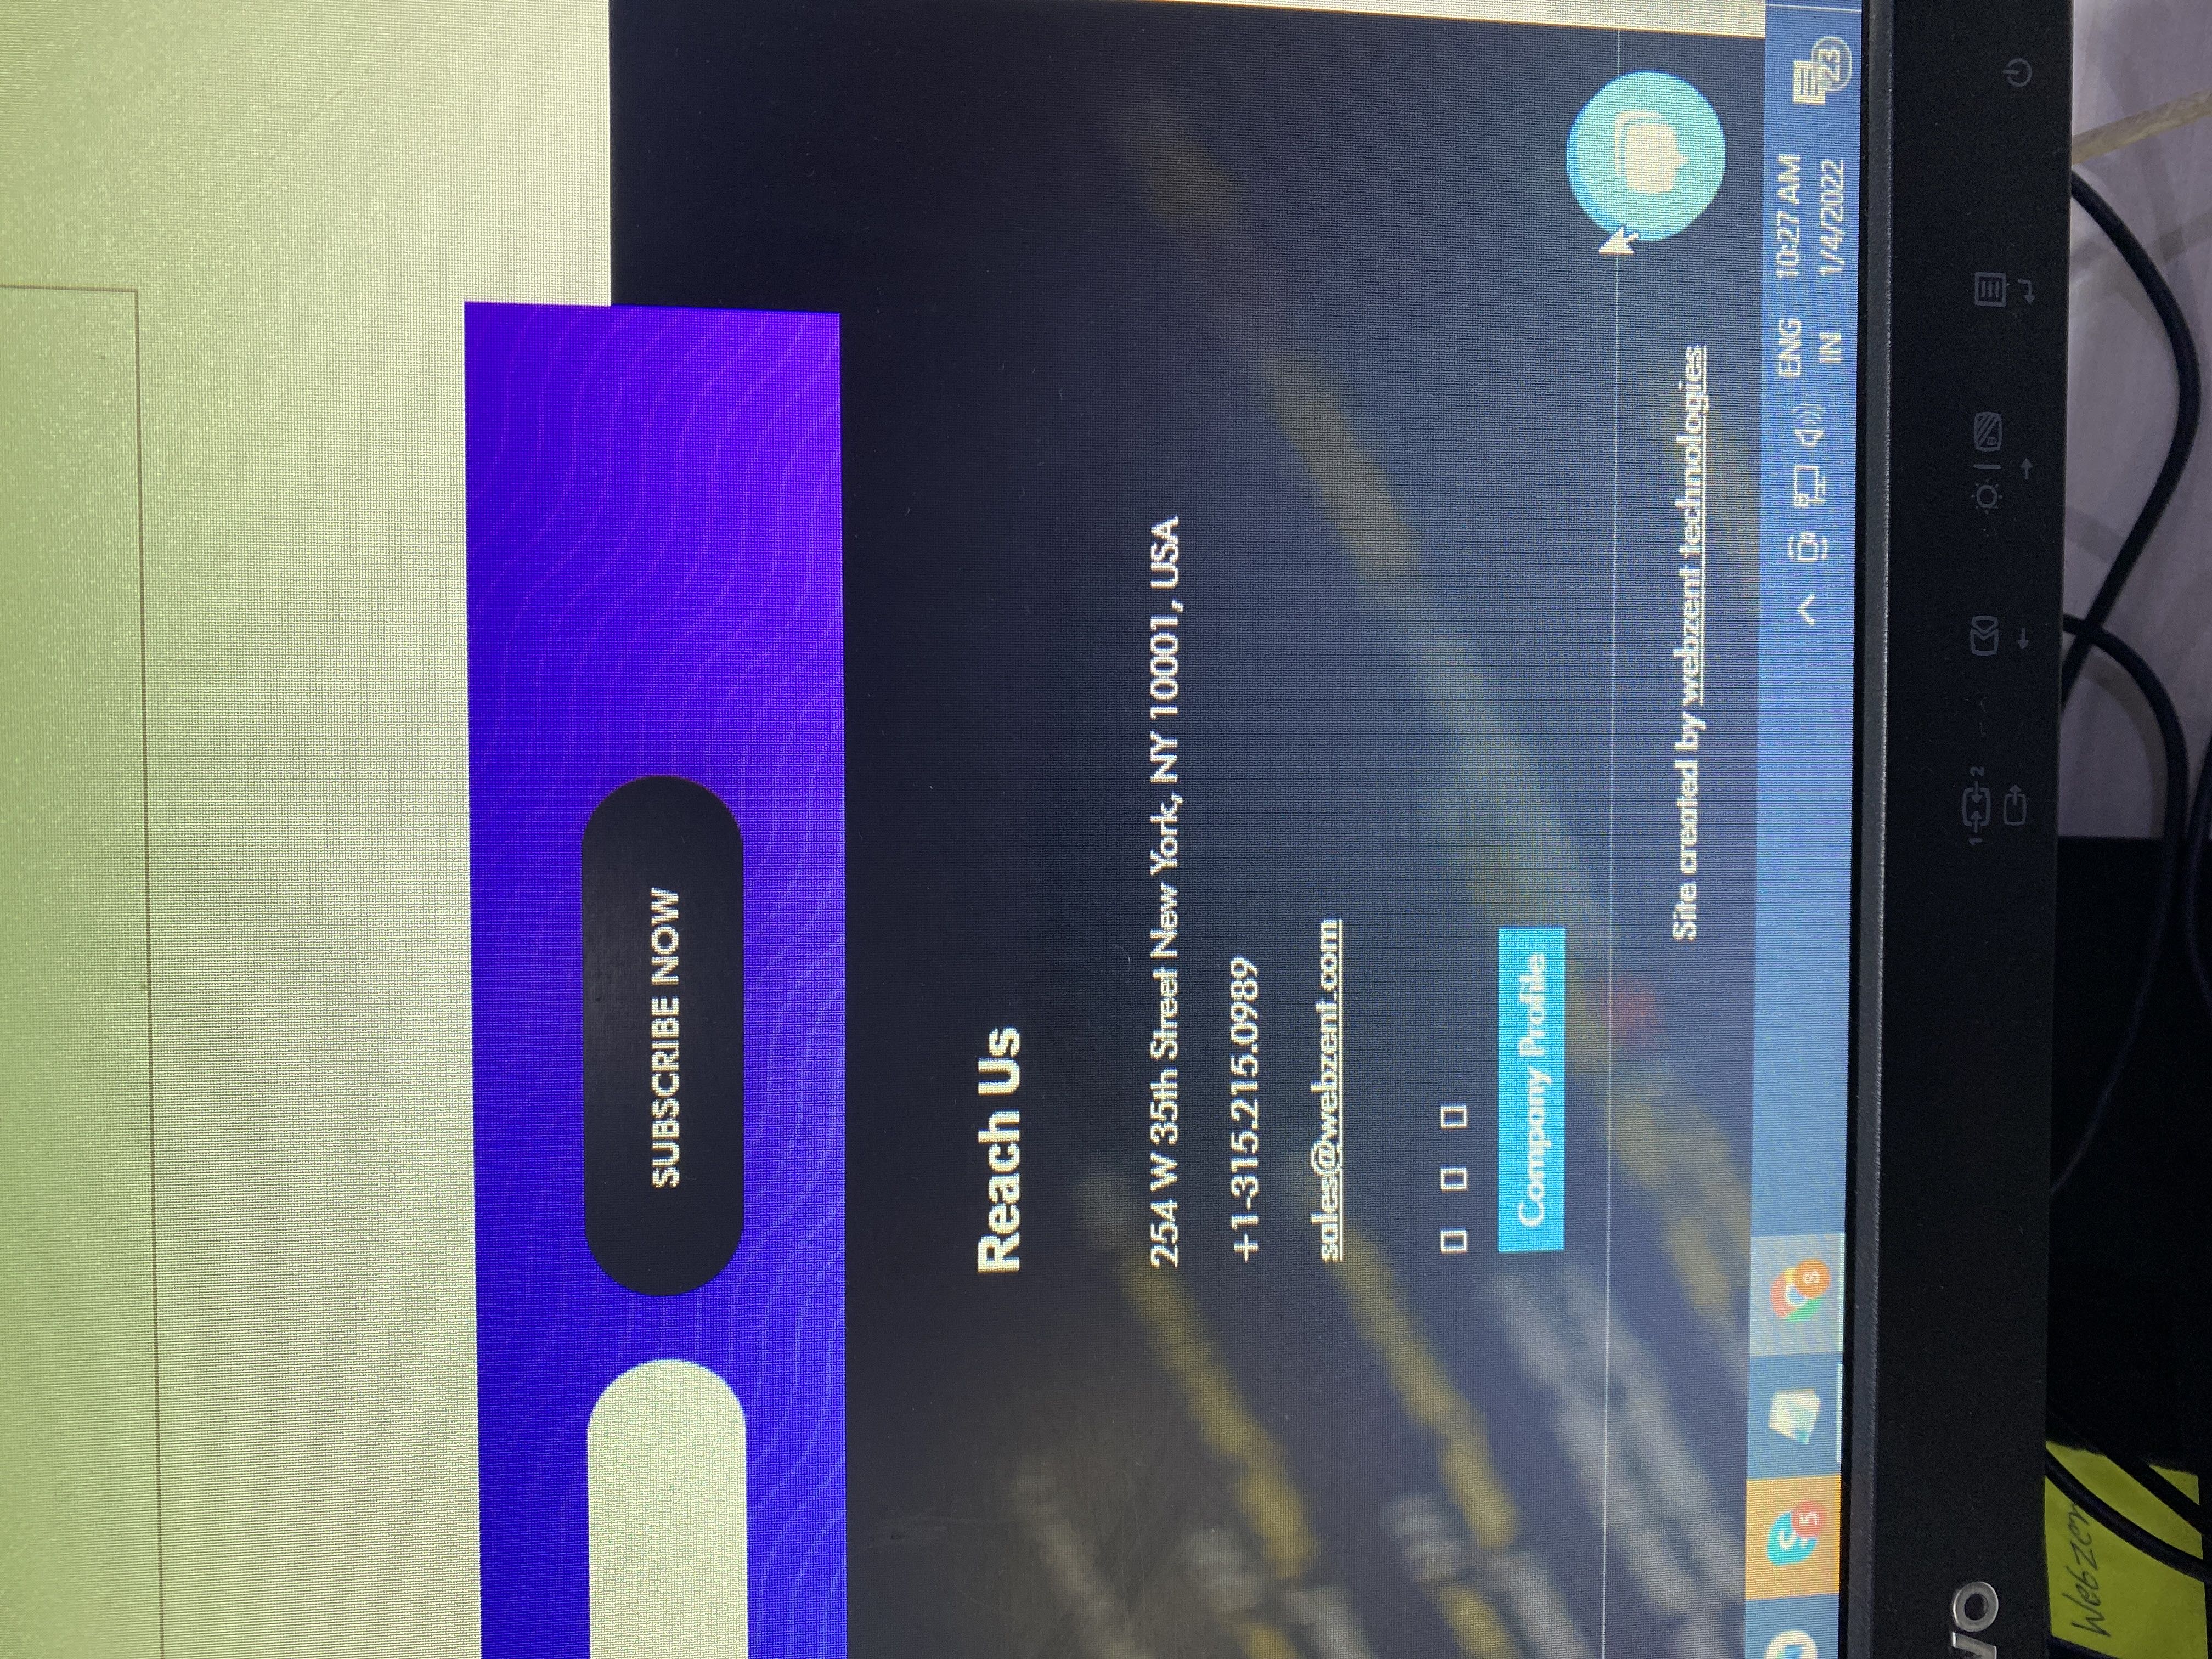 SUBSCRIBE NOW
Reach Us
254 W 35th Street New York, NY 10001, USA
+1-315.215.0989
sales@webzent.com
Company Profile
Site created by webzent technologies
5
8
ENG
IN
10:27 AM
1/4/2022
23
VO
1 2
Webzen